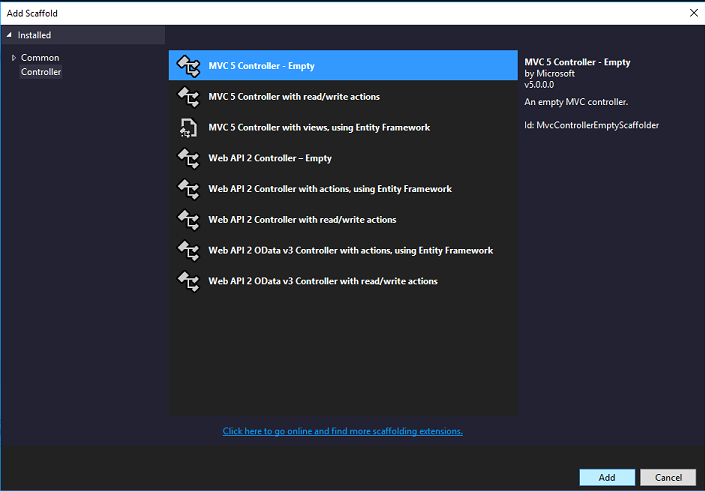 Add Scaffold
Installed
Common
Controller
MVC 5 Controller - Empty
MVC 5 Controller with read/write actions
MVC 5 Controller with views, using Entity Framework
Web API 2 Controller – Empty
Web API 2 Controller with actions, using Entity Framework
Web API 2 Controller with read/write actions
Web API 2 OData v3 Controller with actions, using Entity Framework
Web API 2 OData v3 Controller with read/write actions
MVC 5 Controller - Empty
by Microsoft
v5.0.0.0
An empty MVC controller.
Id: MvcControllerEmptyScaffolder
Click here to go online and find more scaffolding extensions.
Add
Cancel